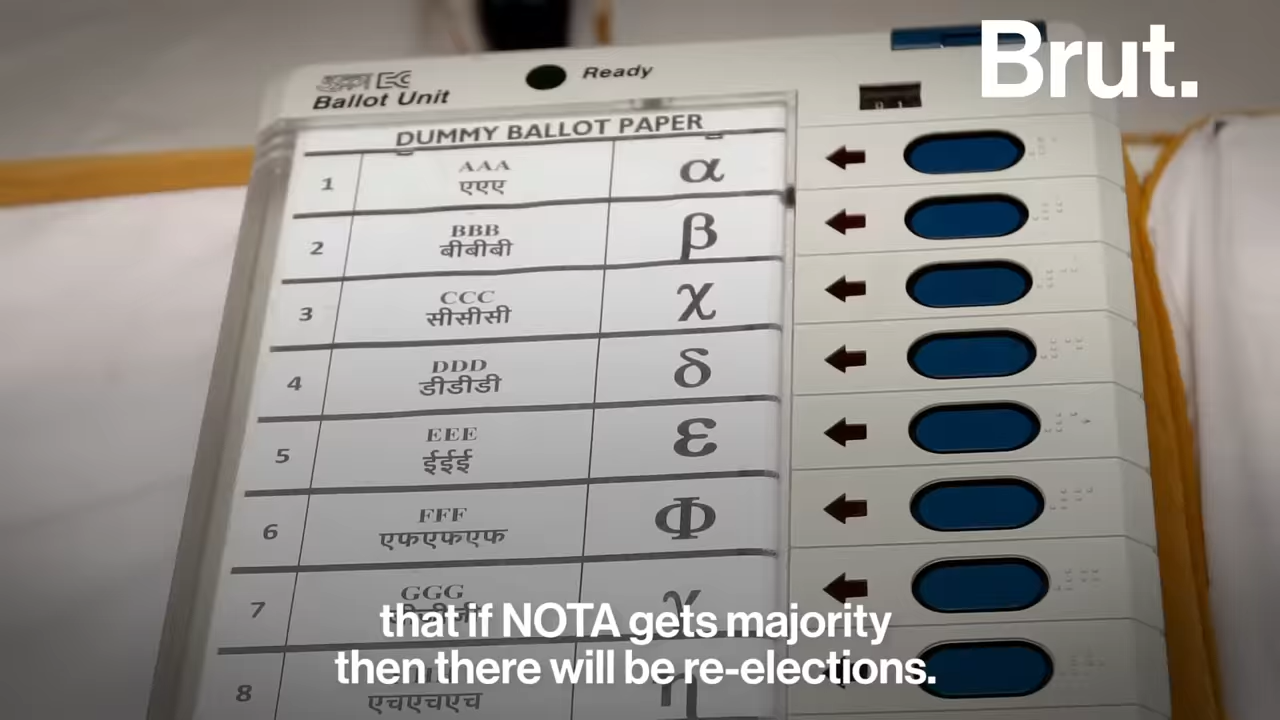 Brut.
EC
Ballot Unit
Ready
DUMMY BALLOT PAPER
1 AAA α
एएए
2 BBB β
बीबीबी
3 CCC χ
सीसीसी
4 DDD δ
डीडीडी
5 EEE ε
ईईई
6 FFF Φ
एफएफएफ
7 GGG γ
8 η
एचएचएच
that if NOTA gets majority
then there will be re-elections.